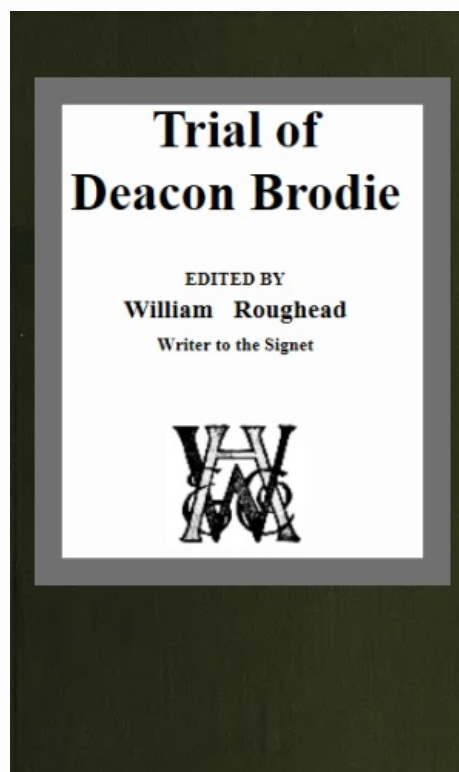 Trial of
Deacon Brodie
EDITED BY
William Roughead
Writer to the Signet